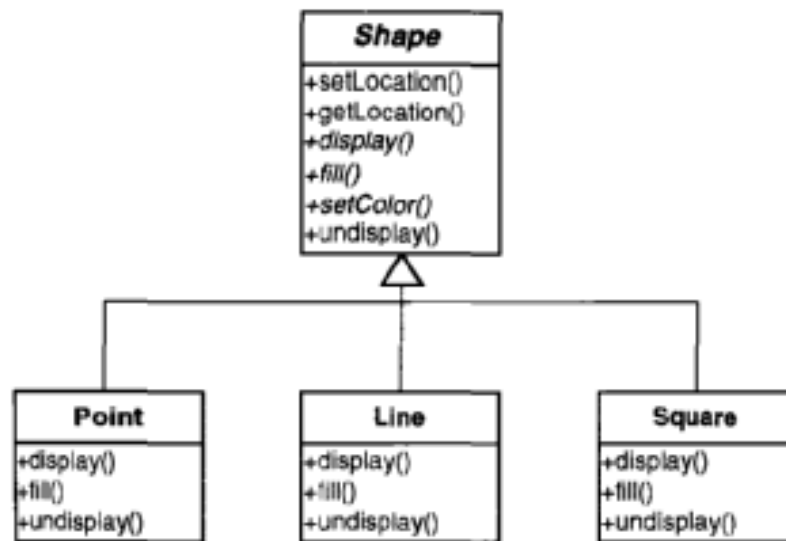 Shape
+setLocation()
+getLocation()
+display()
+fill()
+setColor()
+undisplay()
Point
+display()
+fill()
+undisplay()
Line
+display()
+fill()
+undisplay()
Square
+display()
+fill()
+undisplay()